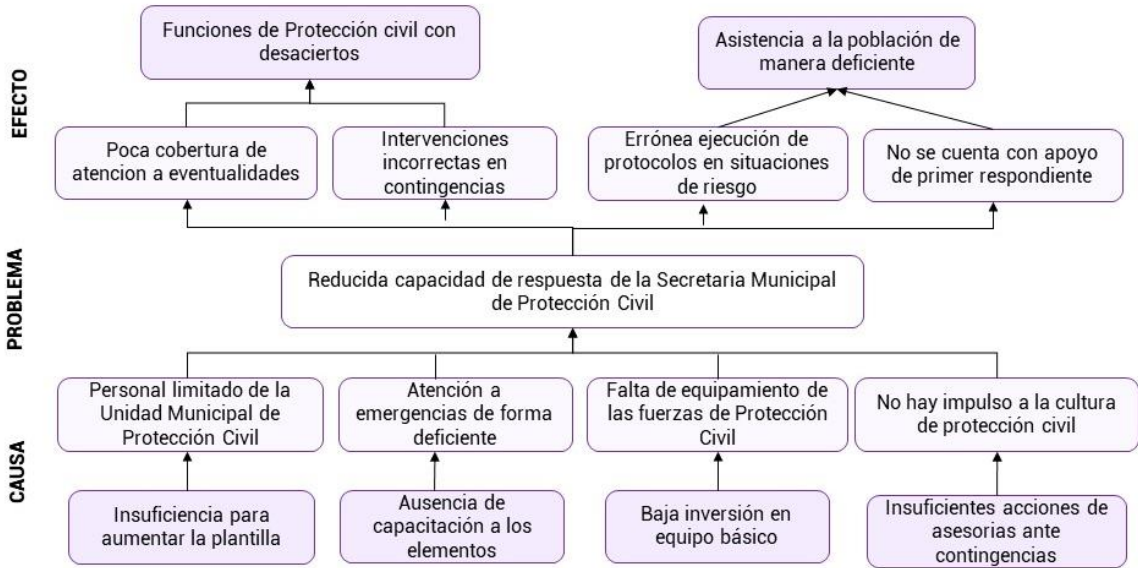 Funciones de Protección civil con
desaciertos
Asistencia a la población de
manera deficiente
EFECTO
Poca cobertura de
atencion a eventualidades
Intervenciones
incorrectas en
contingencias
Errónea ejecución de
protocolos en situaciones
de riesgo
No se cuenta con apoyo
de primer respondiente
PROBLEMA
Reducida capacidad de respuesta de la Secretaria Municipal
de Protección Civil
CAUSA
Personal limitado de la
Unidad Municipal de
Protección Civil
Atención a
emergencias de forma
deficiente
Falta de equipamiento de
las fuerzas de Protección
Civil
No hay impulso a la cultura
de protección civil
Insuficiencia para
aumentar la plantilla
Ausencia de
capacitación a los
elementos
Baja inversión en
equipo básico
Insuficientes acciones de
asesorias ante
contingencias